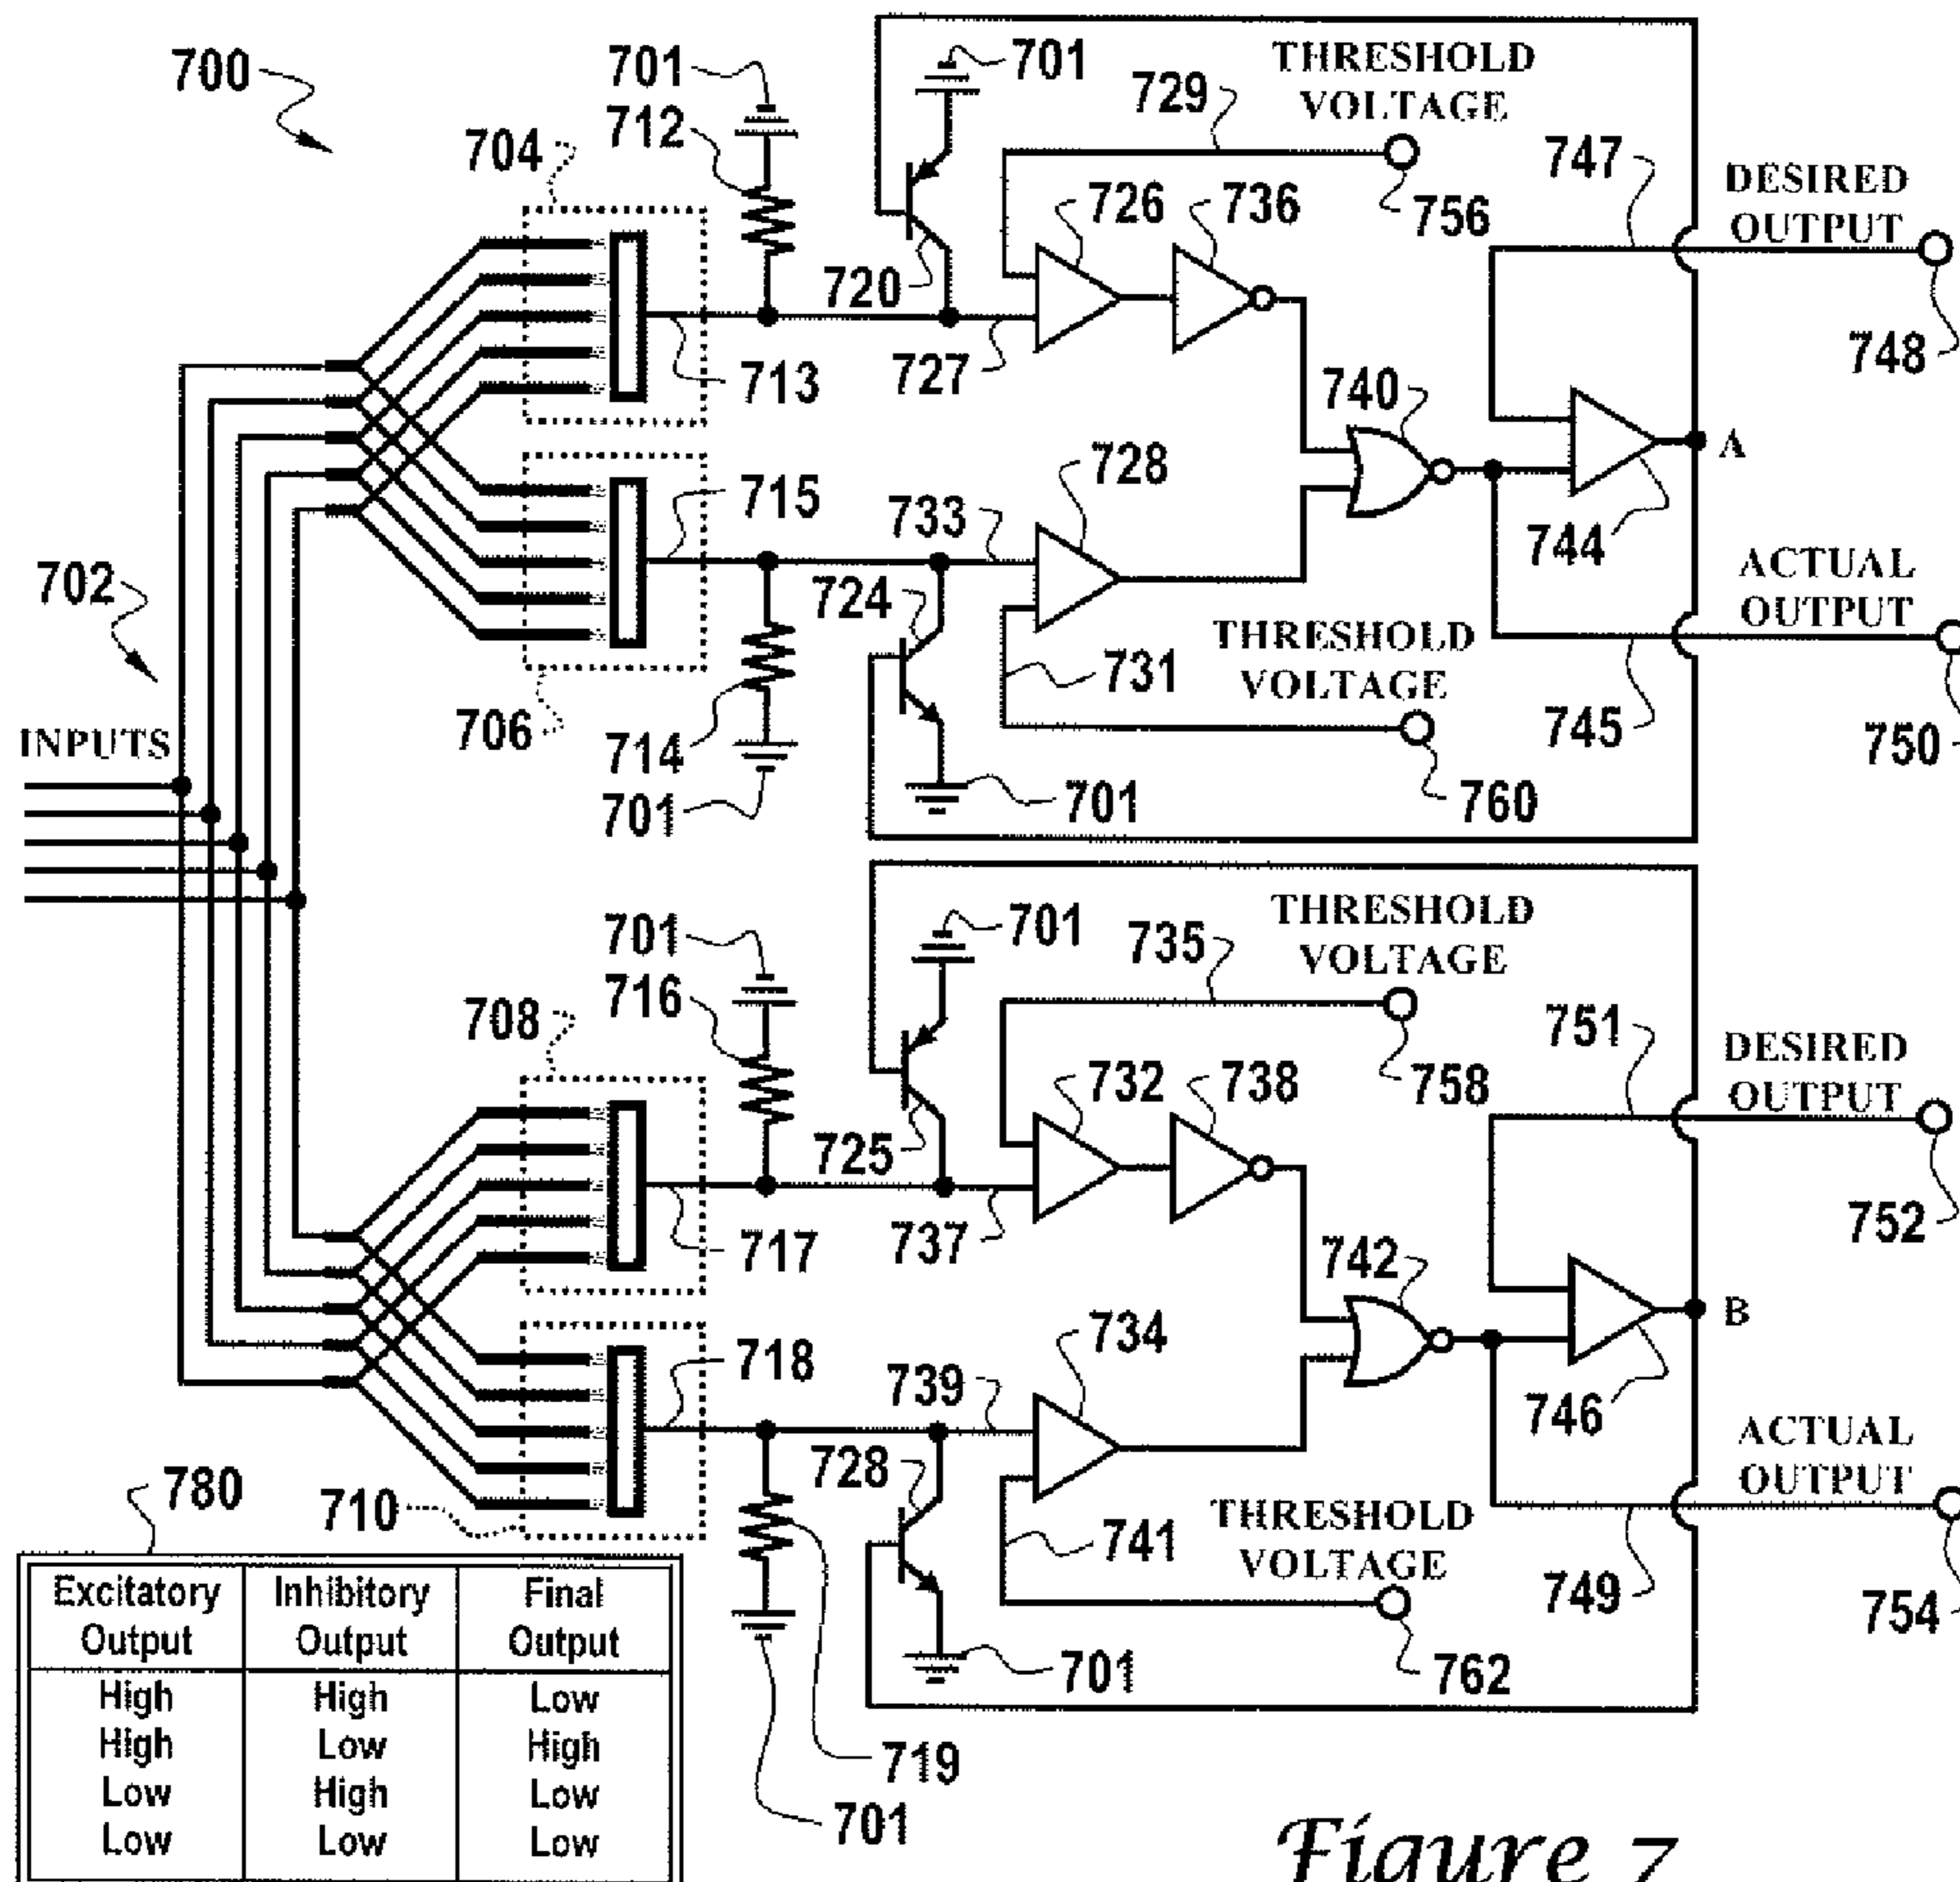 700
701
712
704
701
THRESHOLD
VOLTAGE
729
747
DESIRED
OUTPUT
726
736
756
720
748
713
727
740
A
728
715
733
744
702
724
ACTUAL
OUTPUT
THRESHOLD
VOLTAGE
731
706
714
745
750
INPUTS
701
701
760
701
716
701
735
THRESHOLD
VOLTAGE
751
DESIRED
OUTPUT
708
732
738
758
725
752
717
737
742
B
734
718
739
746
728
ACTUAL
OUTPUT
780
710
THRESHOLD
VOLTAGE
741
749
754
701
762
719
701
Excitatory Output | Inhibitory Output | Final Output
High High Low
High Low High
Low High Low
Low Low Low
Figure 7